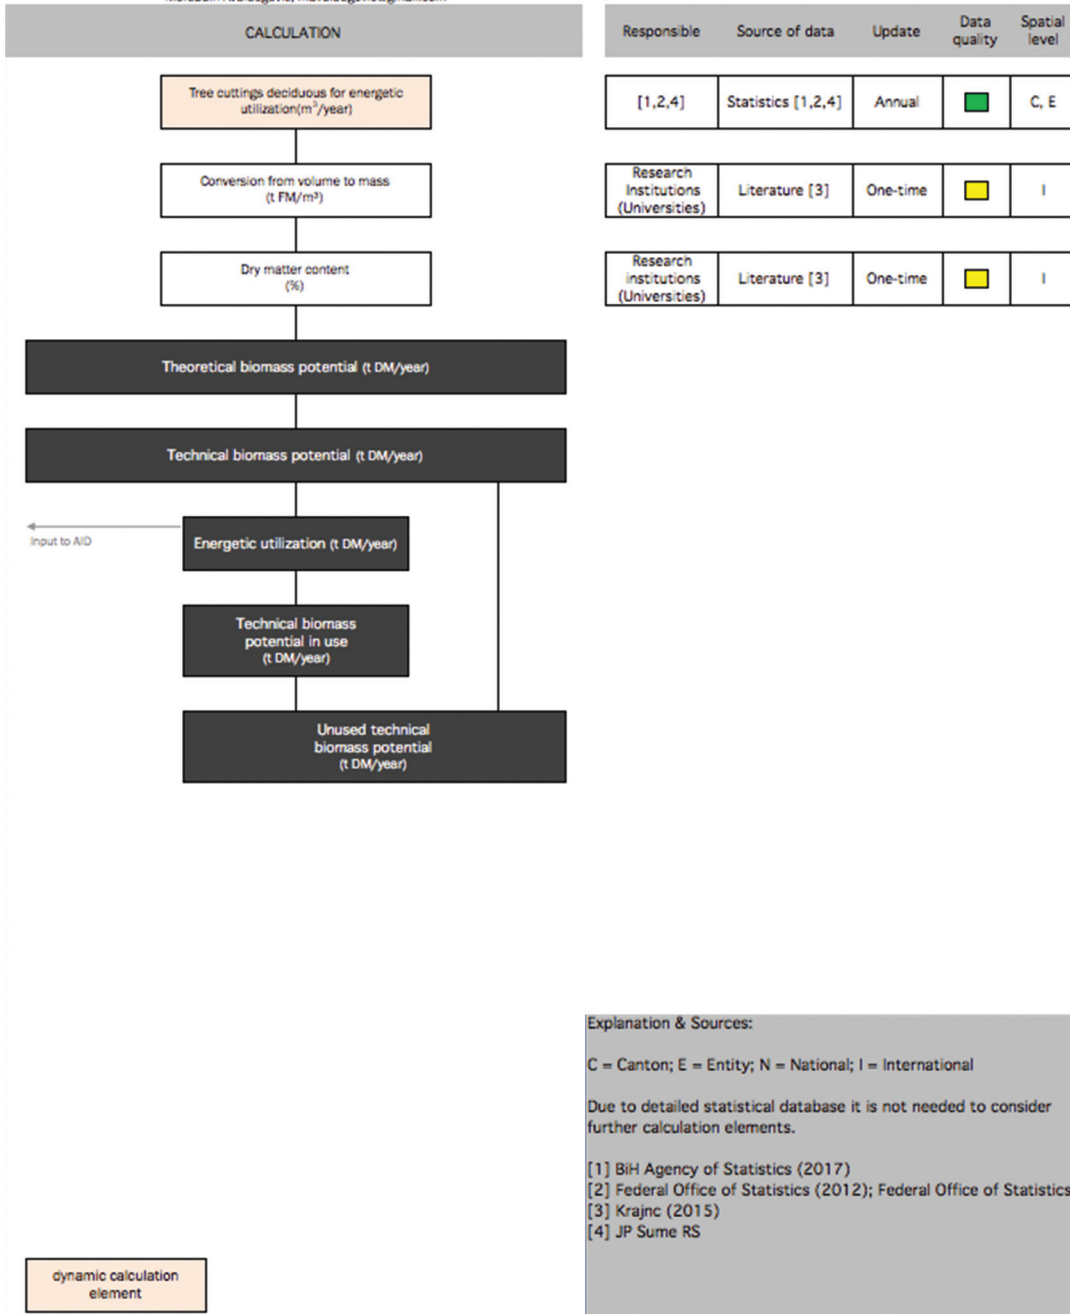 CALCULATION
Responsible
Source of data
Update
Data
quality
Spatial
level
Tree cuttings deciduous for energetic
utilization(m³/year)
[1,2,4]
Statistics [1,2,4]
Annual
C, E
Conversion from volume to mass
(t FM/m³)
Research
Institutions
(Universities)
Literature [3]
One-time
I
Dry matter content
(%)
Research
institutions
(Universities)
Literature [3]
One-time
I
Theoretical biomass potential (t DM/year)
Technical biomass potential (t DM/year)
Input to AID
Energetic utilization (t DM/year)
Technical biomass
potential in use
(t DM/year)
Unused technical
biomass potential
(t DM/year)
Explanation & Sources:
C = Canton; E = Entity; N = National; I = International
Due to detailed statistical database it is not needed to consider
further calculation elements.
[1] BiH Agency of Statistics (2017)
[2] Federal Office of Statistics (2012); Federal Office of Statistics
[3] Krajnc (2015)
[4] JP Sume RS
dynamic calculation
element